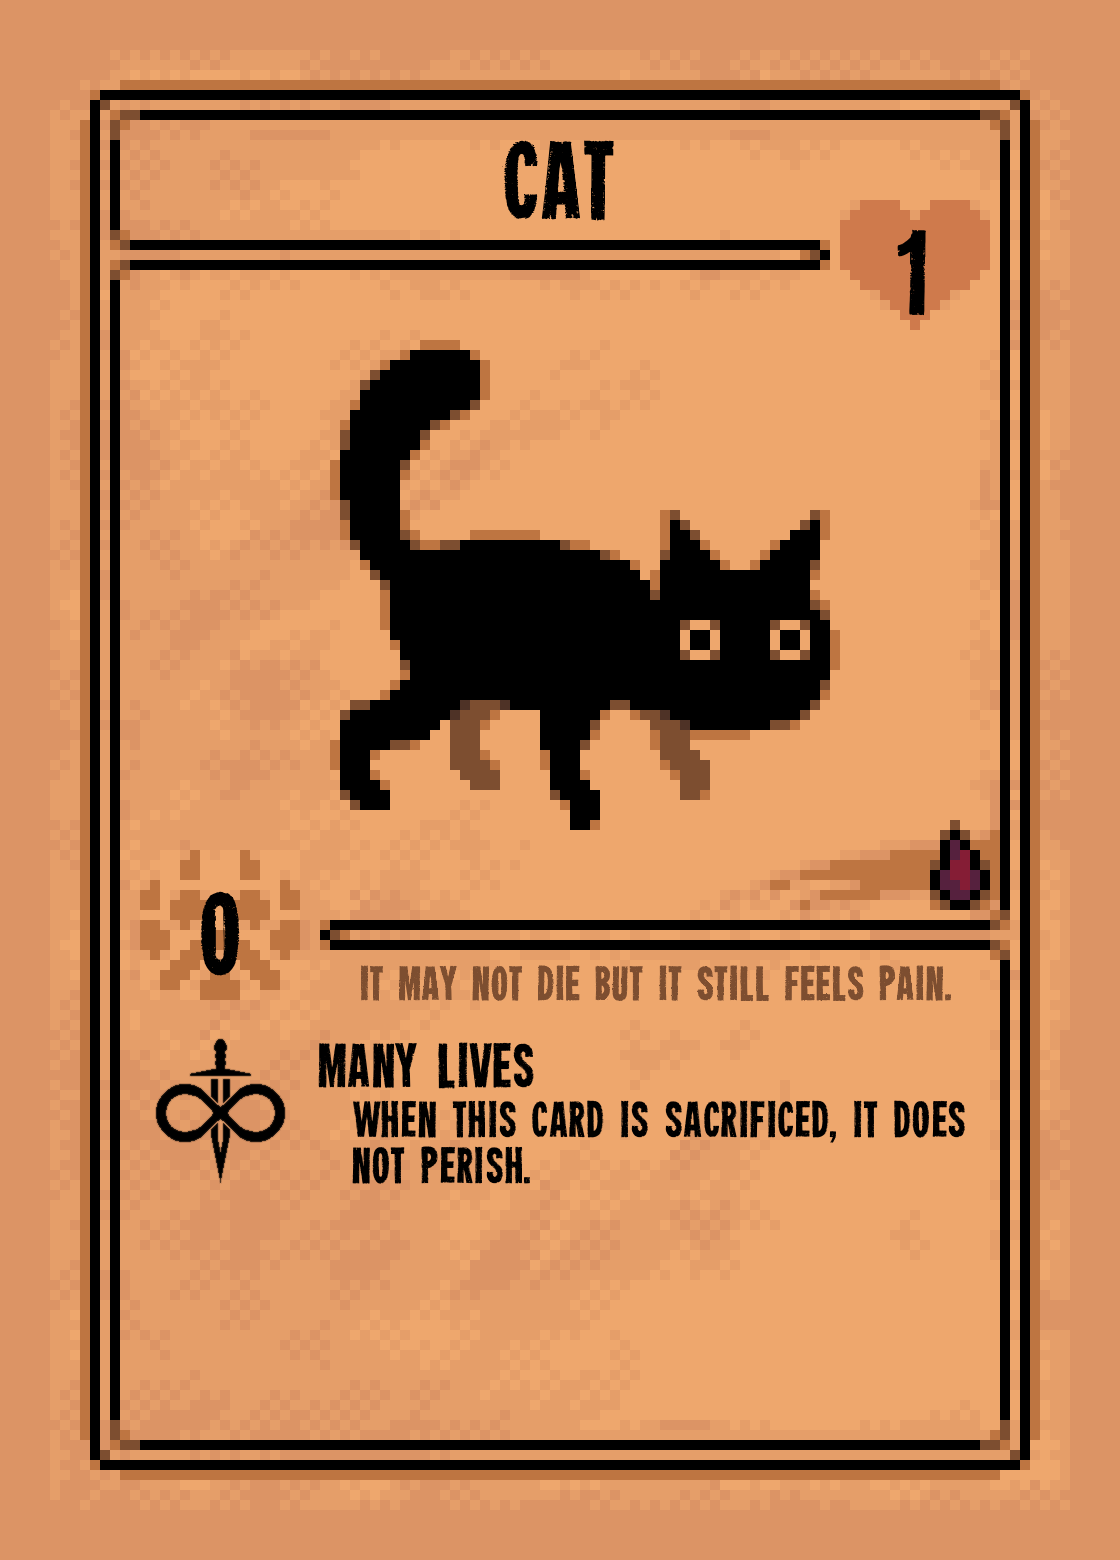 CAT
1
0
IT MAY NOT DIE BUT IT STILL FEELS PAIN.
MANY LIVES
WHEN THIS CARD IS SACRIFICED, IT DOES
NOT PERISH.